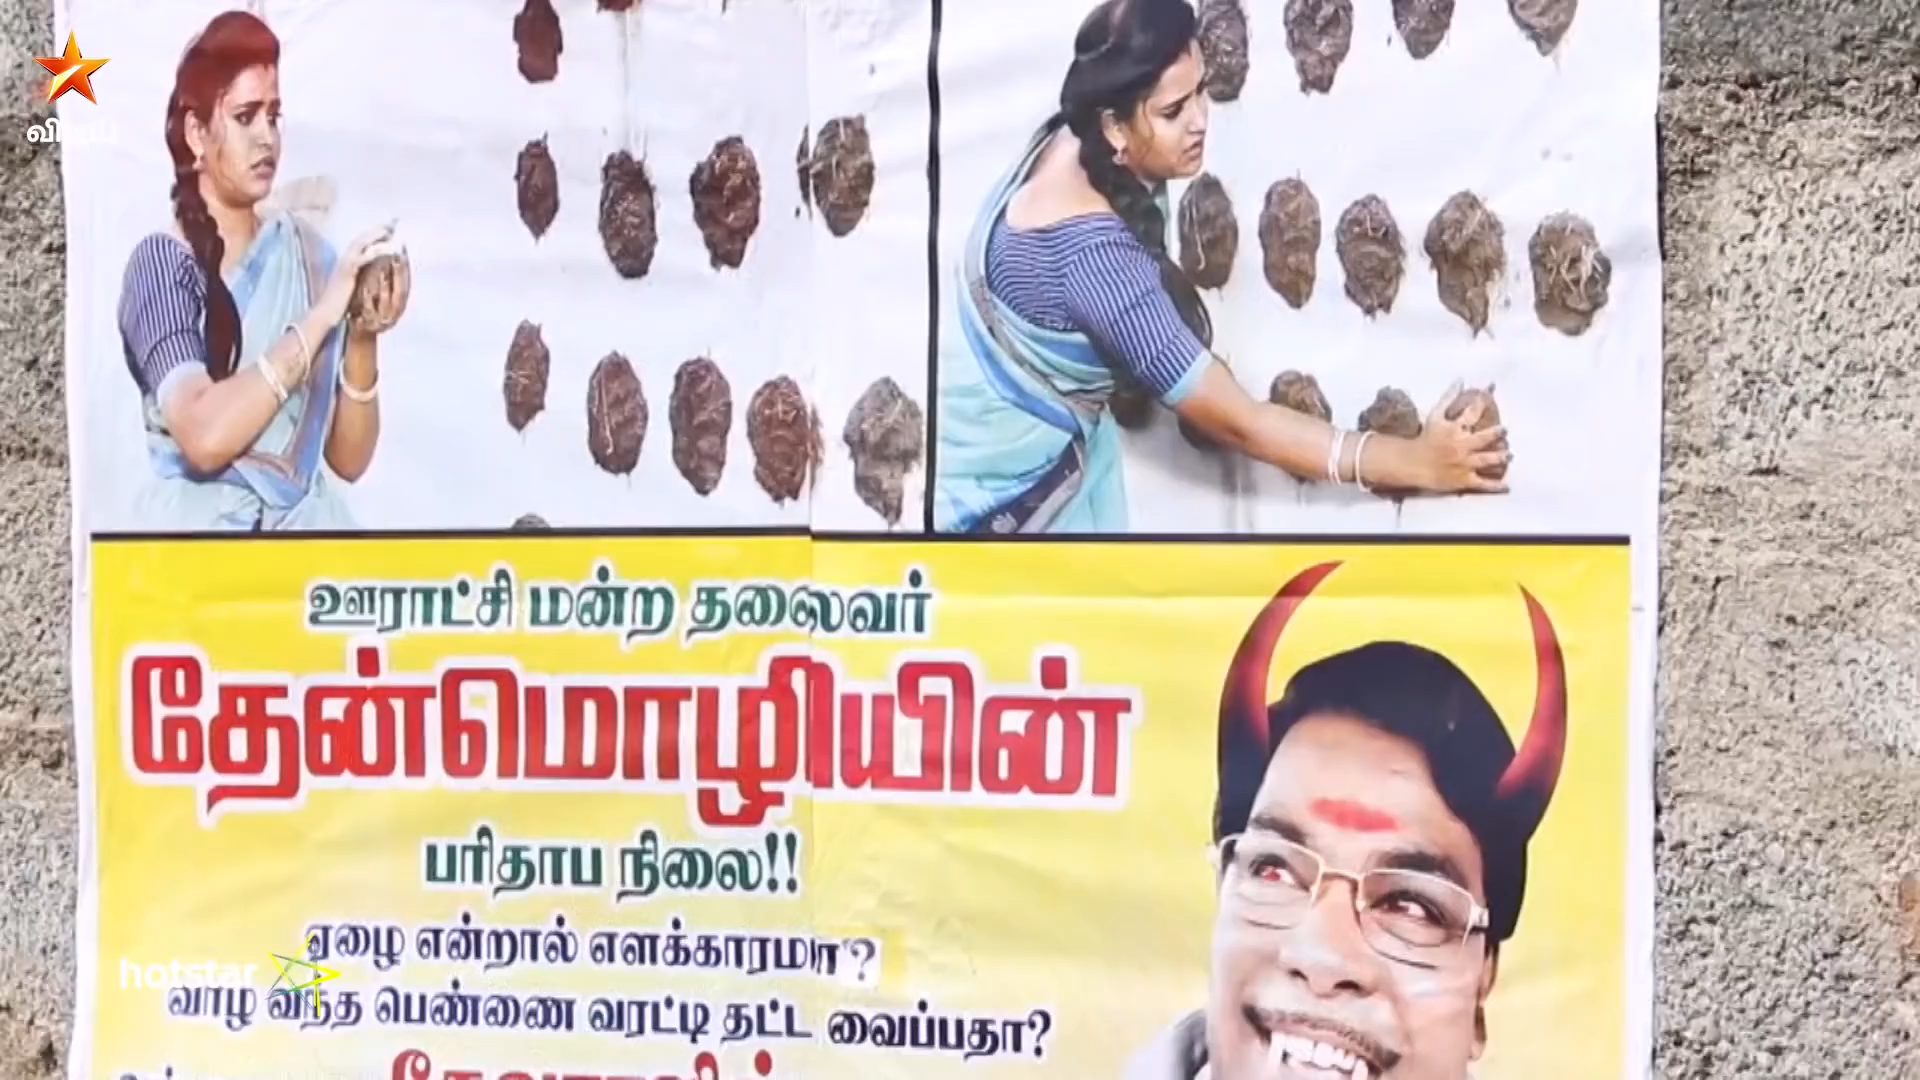 விஜய்
ஊராட்சி மன்ற தலைவர்
தேன்மொழியின்
பரிதாப நிலை!!
ஏழை என்றால் எளக்காரமா?
hotstar
வாழ வந்த பெண்ணை வரட்டி தட்ட வைப்பதா?